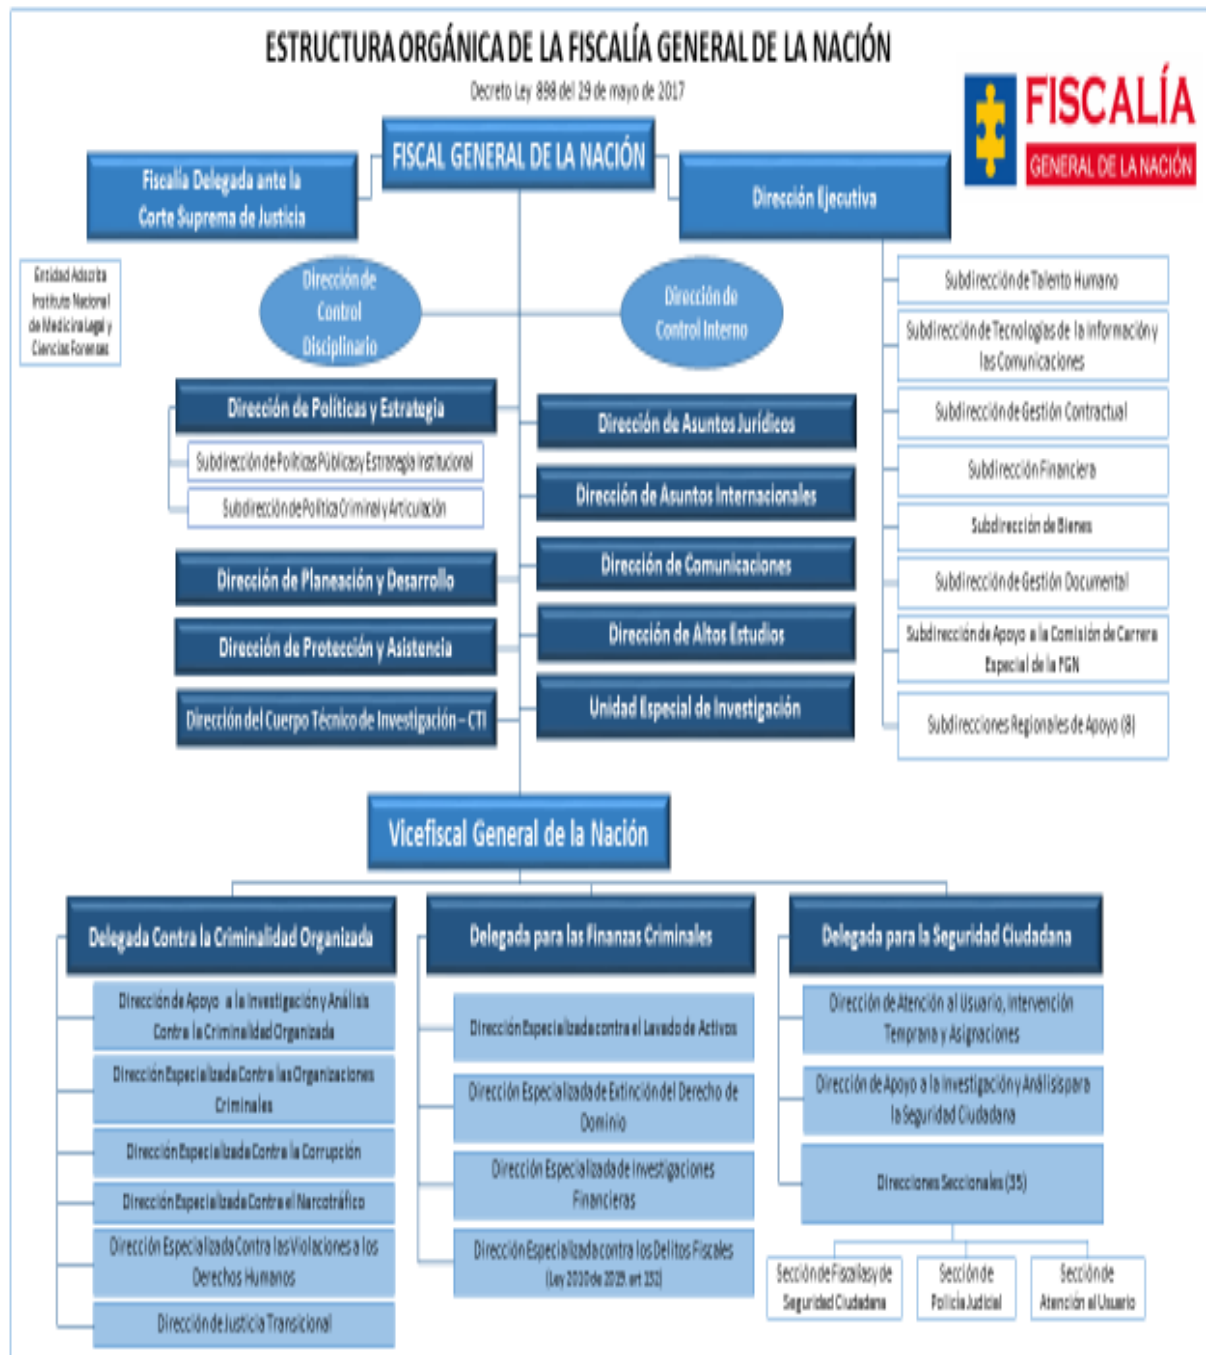 ESTRUCTURA ORGÁNICA DE LA FISCALÍA GENERAL DE LA NACIÓN
Decreto Ley 898 del 29 de mayo de 2017
FISCALÍA
GENERAL DE LA NACIÓN
FISCAL GENERAL DE LA NACIÓN
Fiscalía Delegada ante la
Corte Suprema de Justicia
Dirección Ejecutiva
Entidad Adscrita
Instituto Nacional
de Medicina Legal y
Ciencias Forenses
Dirección de
Control
Disciplinario
Dirección de
Control Interno
Subdirección de Talento Humano
Subdirección de Tecnologías de la Información y
las Comunicaciones
Subdirección de Gestión Contractual
Subdirección Financiera
Subdirección de Bienes
Subdirección de Gestión Documental
Subdirección de Apoyo a la Comisión de Carrera
Especial de la FGN
Subdirecciones Regionales de Apoyo (8)
Dirección de Políticas y Estrategia
Subdirección de Políticas Públicas y Estrategia Institucional
Subdirección de Política Criminal y Articulación
Dirección de Planeación y Desarrollo
Dirección de Protección y Asistencia
Dirección del Cuerpo Técnico de Investigación – CTI
Dirección de Asuntos Jurídicos
Dirección de Asuntos Internacionales
Dirección de Comunicaciones
Dirección de Altos Estudios
Unidad Especial de Investigación
Vicefiscal General de la Nación
Delegada Contra la Criminalidad Organizada
Dirección de Apoyo a la Investigación y Análisis
Contra la Criminalidad Organizada
Dirección Especializada Contra las Organizaciones
Criminales
Dirección Especializada Contra la Corrupción
Dirección Especializada Contra el Narcotráfico
Dirección Especializada Contra las Violaciones a los
Derechos Humanos
Dirección de Justicia Transicional
Delegada para las Finanzas Criminales
Dirección Especializada contra el Lavado de Activos
Dirección Especializada de Extinción del Derecho de
Dominio
Dirección Especializada de Investigaciones
Financieras
Dirección Especializada contra los Delitos Fiscales
(Ley 2010 de 2019. art 132)
Delegada para la Seguridad Ciudadana
Dirección de Atención al Usuario, Intervención
Temprana y Asignaciones
Dirección de Apoyo a la Investigación y Análisis para
la Seguridad Ciudadana
Direcciones Seccionales (35)
Sección de Fiscalías y de
Seguridad Ciudadana
Sección de
Policía Judicial
Sección de
Atención al Usuario